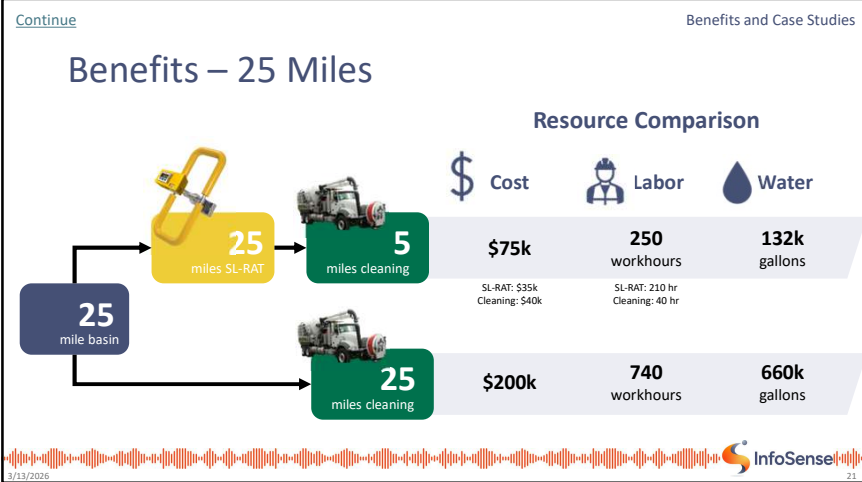 Continue
Benefits and Case Studies
Benefits – 25 Miles
Resource Comparison
$ Cost
Labor
Water
25
miles SL-RAT
5
miles cleaning
$75k
250
workhours
132k
gallons
SL-RAT: $35k
Cleaning: $40k
SL-RAT: 210 hr
Cleaning: 40 hr
25
mile basin
25
miles cleaning
$200k
740
workhours
660k
gallons
InfoSense
3/13/2026
21